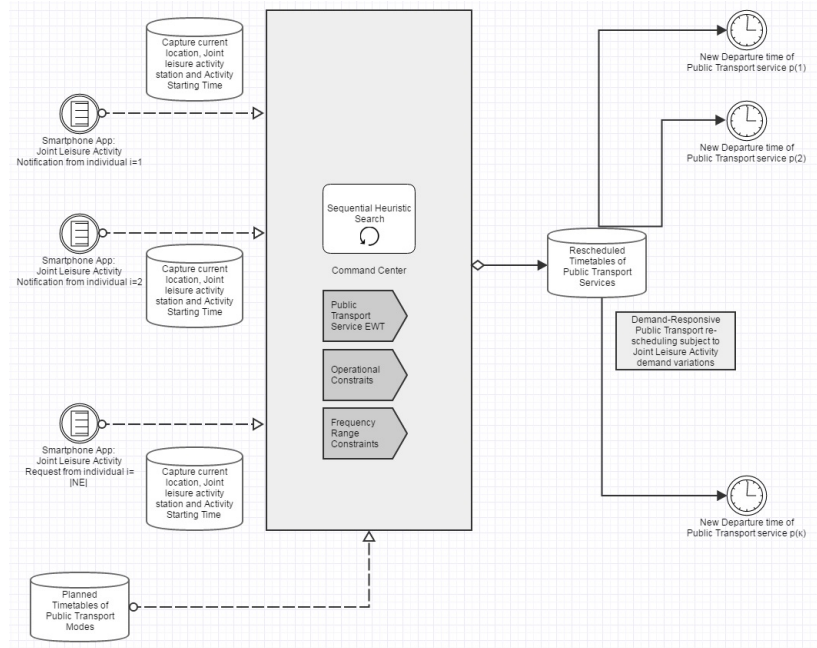 Capture current
location, Joint
leisure activity
station and Activity
Starting Time
Smartphone App:
Joint Leisure Activity
Notification from individual i=1
Smartphone App:
Joint Leisure Activity
Notification from individual i=2
Capture current
location, Joint
leisure activity
station and Activity
Starting Time
Smartphone App:
Joint Leisure Activity
Request from individual i=
|NE|
Capture current
location, Joint
leisure activity
station and Activity
Starting Time
Planned
Timetables of
Public Transport
Modes
Sequential Heuristic
Search
Command Center
Public
Transport
Service EWT
Operational
Constraits
Frequency
Range
Constraints
Rescheduled
Timetables of
Public Transport
Services
Demand-Responsive
Public Transport re-
scheduling subject to
Joint Leisure Activity
demand variations
New Departure time of
Public Transport service p(1)
New Departure time of
Public Transport service p(2)
New Departure time of
Public Transport service p(κ)